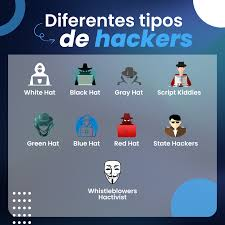 Diferentes tipos
de hackers
White Hat
Black Hat
Gray Hat
Script Kiddies
Green Hat
Blue Hat
Red Hat
State Hackers
Whistleblowers
Hactivist